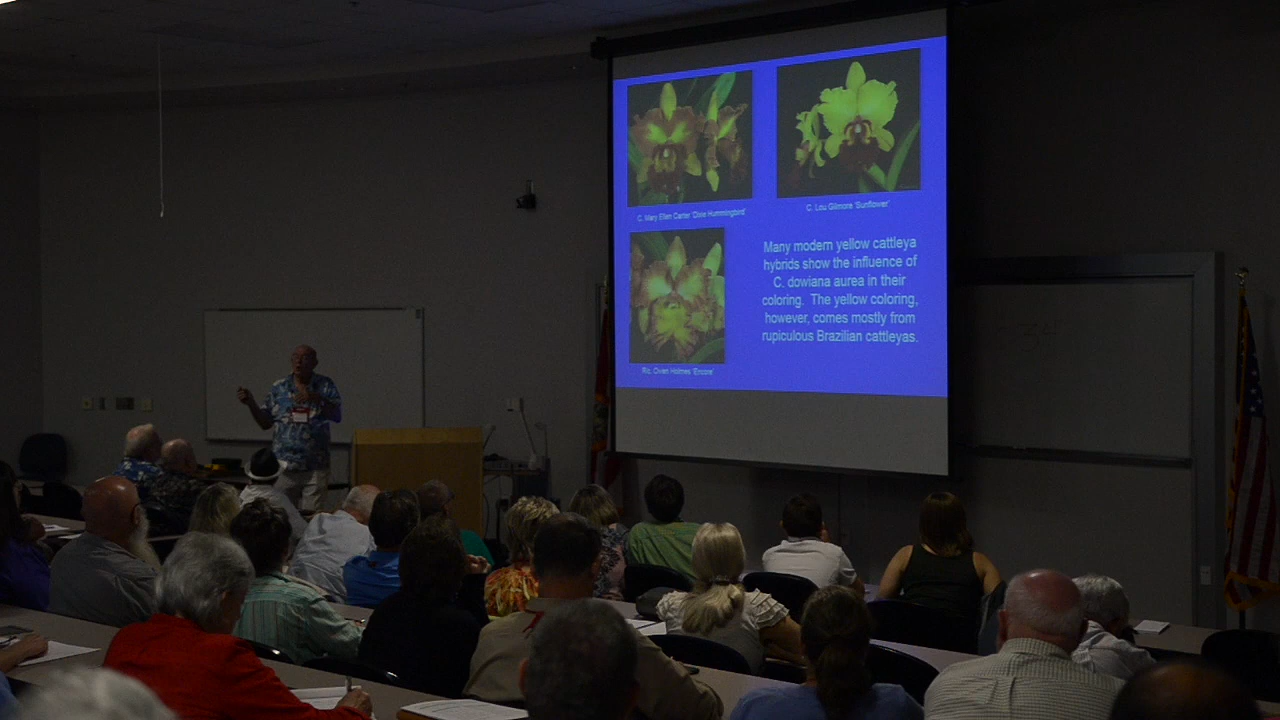 C. Mary Ellen Carter 'Dixie Hummingbird'
C. Lou Gilmore 'Sunflower'
Many modern yellow cattleya
hybrids show the influence of
C. dowiana aurea in their
coloring. The yellow coloring,
however, comes mostly from
rupiculous Brazilian cattleyas.
Rlc. Owen Holmes 'Encore'